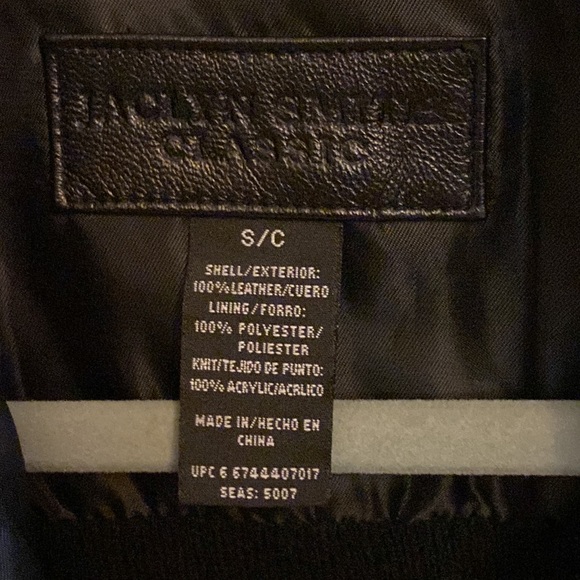 JACLYN SMITH
CLASSIC
S/C
SHELL/EXTERIOR:
100%LEATHER/CUERO
LINING/FORRO:
100% POLYESTER/
POLIESTER
KNIT/TEJIDO DE PUNTO:
100% ACRYLIC/ACRLICO
MADE IN/HECHO EN
CHINA
UPC 6 6744407017
SEAS: 5007